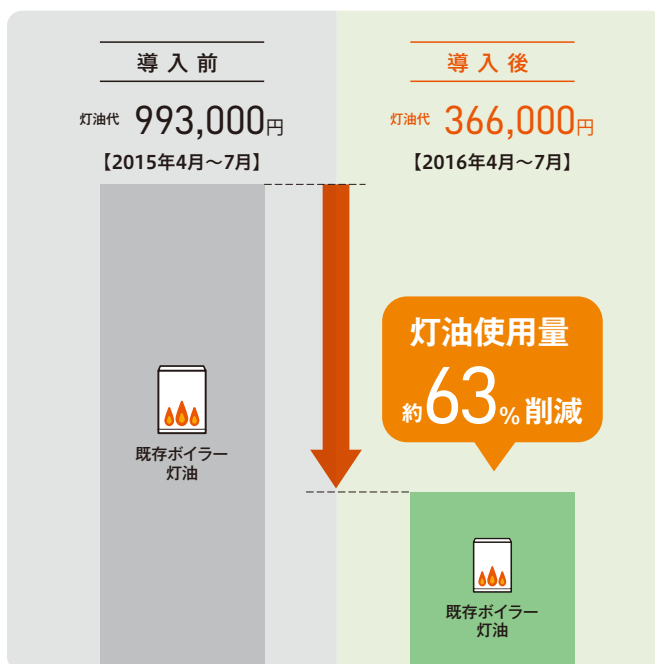 導入前
灯油代 993,000円
【2015年4月～7月】
既存ボイラー
灯油
導入後
灯油代 366,000円
【2016年4月～7月】
灯油使用量
約63%削減
既存ボイラー
灯油